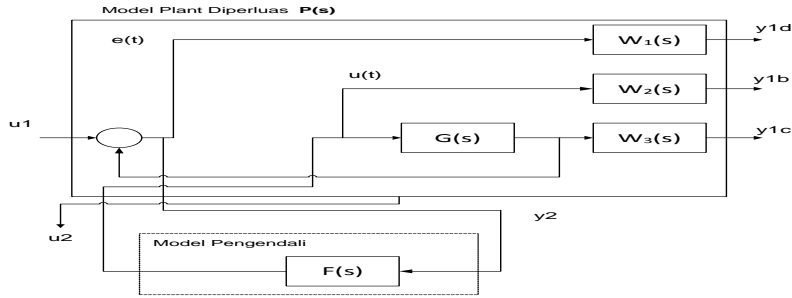 Model Plant Diperluas P(s)
y1d
e(t)
W₁(s)
u(t)
y1b
W₂(s)
u1
y1c
G(s)
W₃(s)
y2
u2
Model Pengendali
F(s)